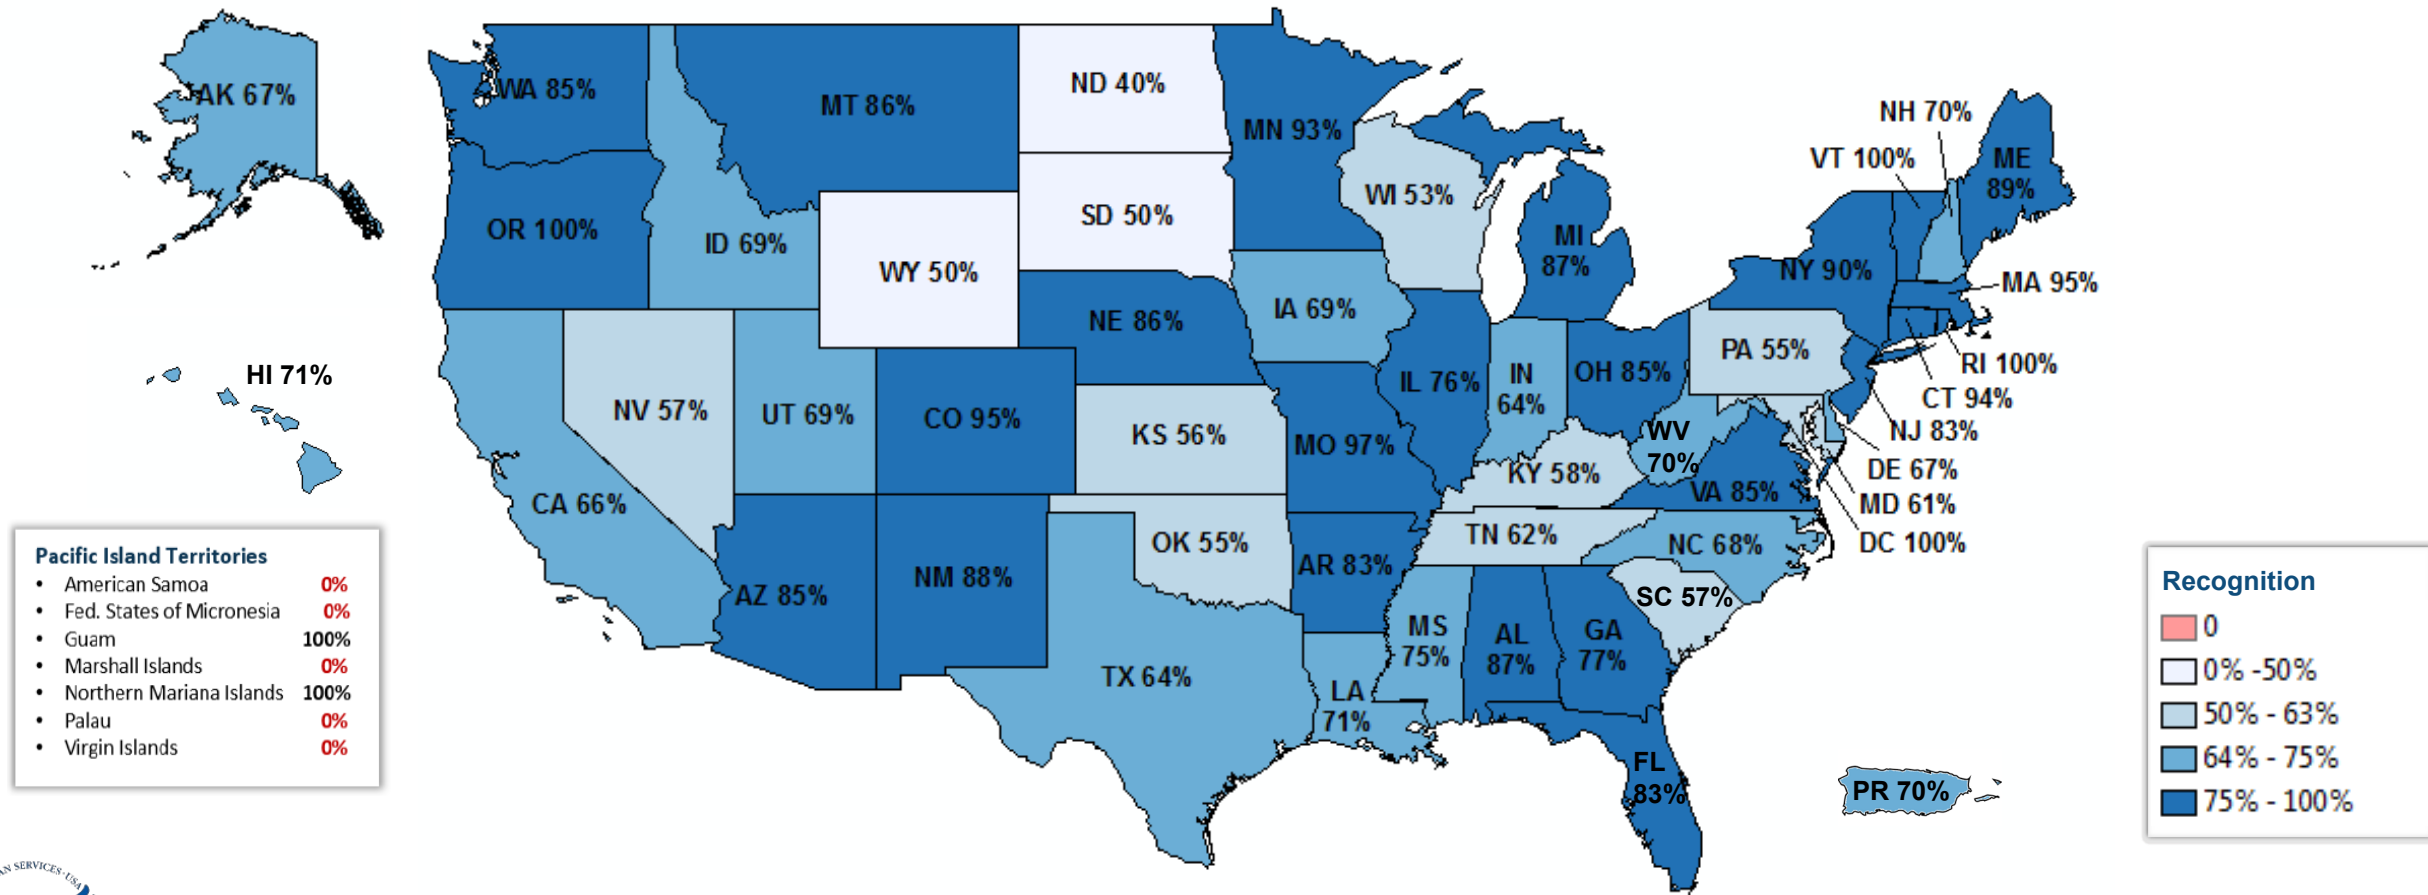 AK 67%
WA 85%
MT 86%
ND 40%
MN 93%
NH 70%
VT 100%
ME
89%
OR 100%
ID 69%
WY 50%
SD 50%
WI 53%
MI
87%
NY 90%
MA 95%
HI 71%
NV 57%
UT 69%
CO 95%
NE 86%
KS 56%
IA 69%
MO 97%
IL 76%
IN
64%
OH 85%
PA 55%
RI 100%
CT 94%
NJ 83%
DE 67%
MD 61%
DC 100%
WV
70%
VA 85%
KY 58%
CA 66%
AZ 85%
NM 88%
OK 55%
AR 83%
TN 62%
NC 68%
SC 57%
TX 64%
LA
71%
MS
75%
AL
87%
GA
77%
FL
83%
PR 70%
Pacific Island Territories
• American Samoa 0%
• Fed. States of Micronesia 0%
• Guam 100%
• Marshall Islands 0%
• Northern Mariana Islands 100%
• Palau 0%
• Virgin Islands 0%
Recognition
0
0% -50%
50% - 63%
64% - 75%
75% - 100%
SERVICES · USA